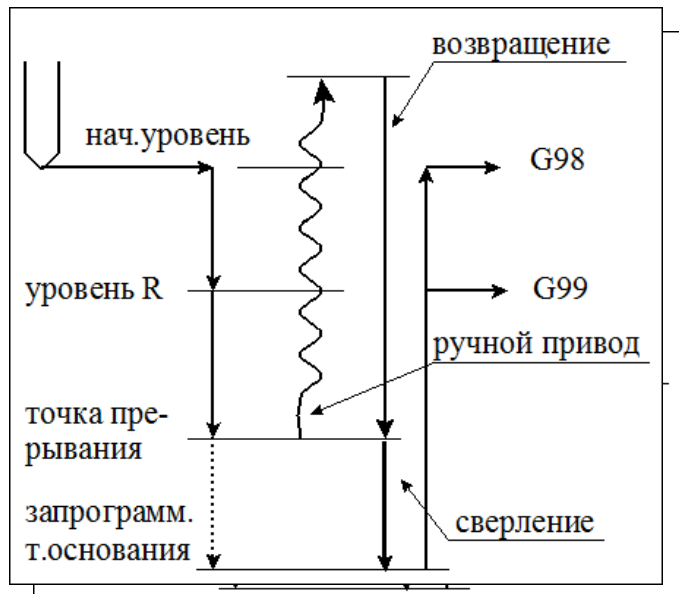 возвращение
нач.уровень
G98
уровень R
G99
ручной привод
точка пре-
рывания
запрограмм.
т.основания
сверление